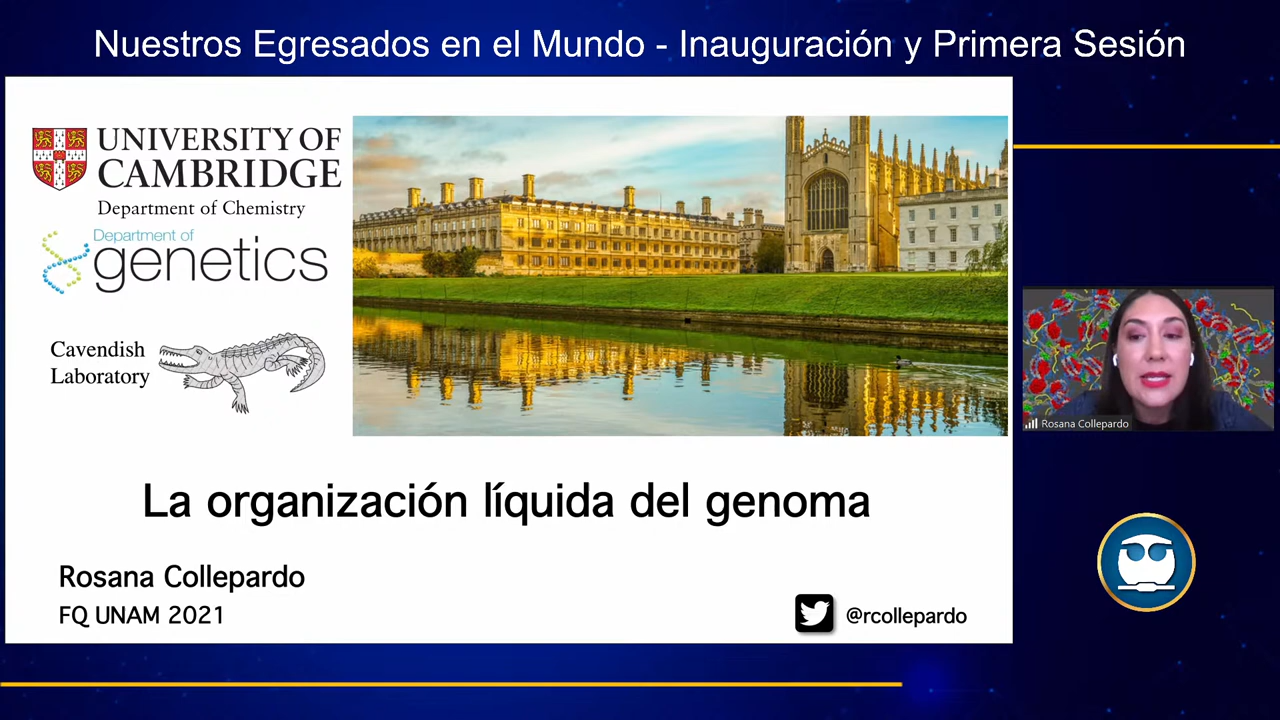 Nuestros Egresados en el Mundo - Inauguración y Primera Sesión
UNIVERSITY OF
CAMBRIDGE
Department of Chemistry
Department of
genetics
Cavendish
Laboratory
La organización líquida del genoma
Rosana Collepardo
FQ UNAM 2021
@rcollepardo
Rosana Collepardo